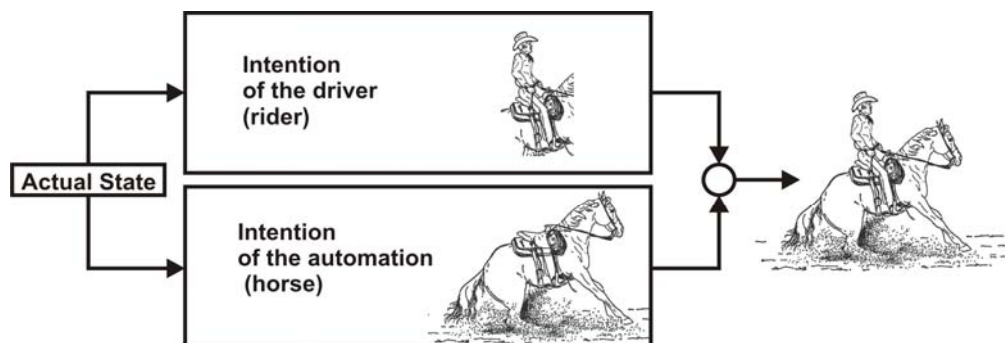 Intention
of the driver
(rider)
Actual State
Intention
of the automation
(horse)